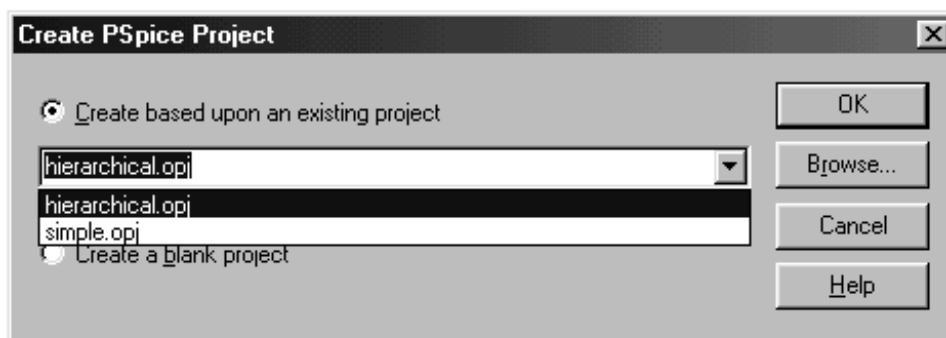 Create PSpice Project
Create based upon an existing project
OK
hierarchical.opj
Browse...
hierarchical.opj
simple.opj
Cancel
Create a blank project
Help